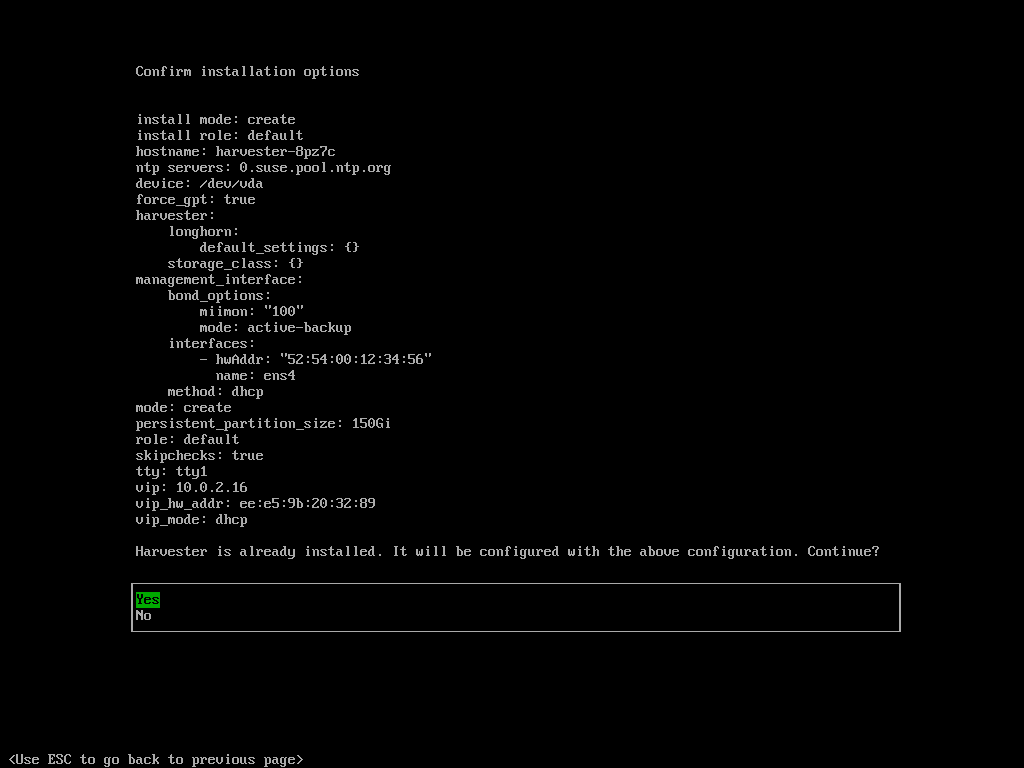 Confirm installation options
install mode: create
install role: default
hostname: harvester-8pz7c
ntp servers: 0.suse.pool.ntp.org
device: /dev/vda
force_gpt: true
harvester:
    longhorn:
        default_settings: {}
    storage_class: {}
management_interface:
    bond_options:
        miimon: "100"
        mode: active-backup
    interfaces:
        - hwAddr: "52:54:00:12:34:56"
          name: ens4
    method: dhcp
mode: create
persistent_partition_size: 150Gi
role: default
skipchecks: true
tty: tty1
vip: 10.0.2.16
vip_hw_addr: ee:e5:9b:20:32:89
vip_mode: dhcp
Harvester is already installed. It will be configured with the above configuration. Continue?
Yes
No
<Use ESC to go back to previous page>